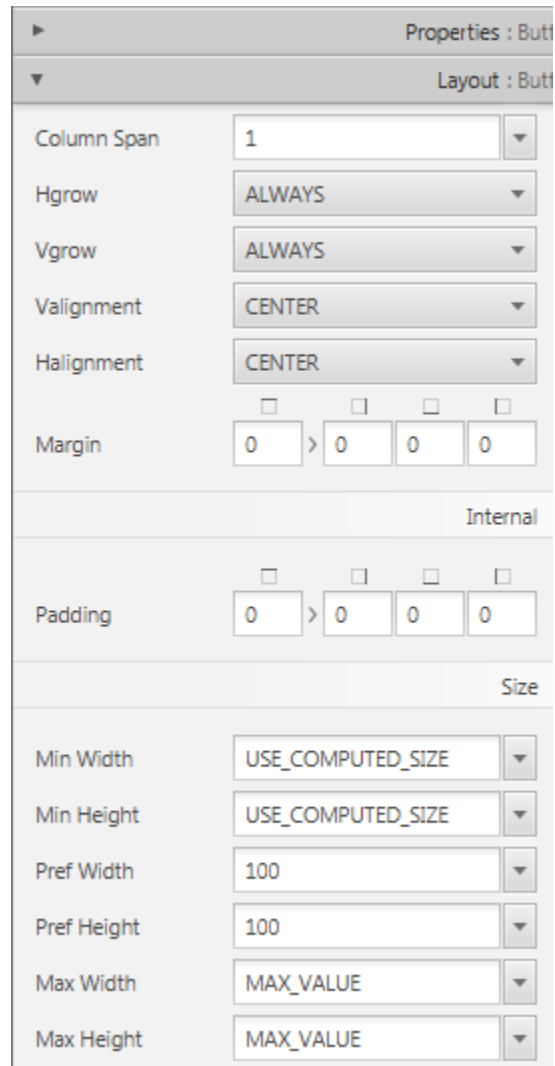 Properties : Butt
Layout : Butt
Column Span 1
Hgrow ALWAYS
Vgrow ALWAYS
Valignment CENTER
Halignment CENTER
Margin 0 > 0 0 0
Internal
Padding 0 > 0 0 0
Size
Min Width USE_COMPUTED_SIZE
Min Height USE_COMPUTED_SIZE
Pref Width 100
Pref Height 100
Max Width MAX_VALUE
Max Height MAX_VALUE